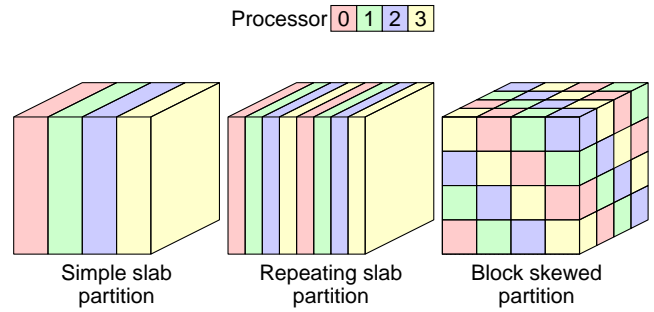 Processor 0 1 2 3
Simple slab partition
Repeating slab partition
Block skewed partition